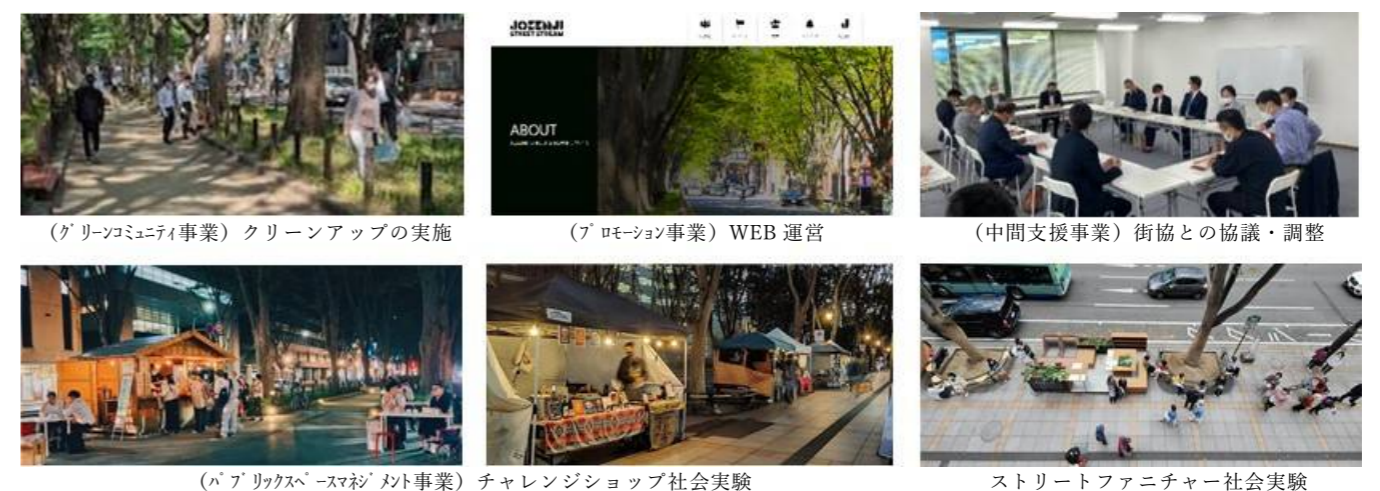 JOZENJI
STREET STREAM
ABOUT
(ｸﾞﾘｰﾝｺﾐｭﾆﾃｨ事業) クリーンアップの実施
(ﾌﾟﾛﾓｰｼｮﾝ事業) WEB 運営
(中間支援事業) 街協との協議・調整
(ﾊﾟﾌﾞﾘｯｸｽﾍﾟｰｽﾏﾈｼﾞﾒﾝﾄ事業) チャレンジショップ社会実験
ストリートファニチャー社会実験